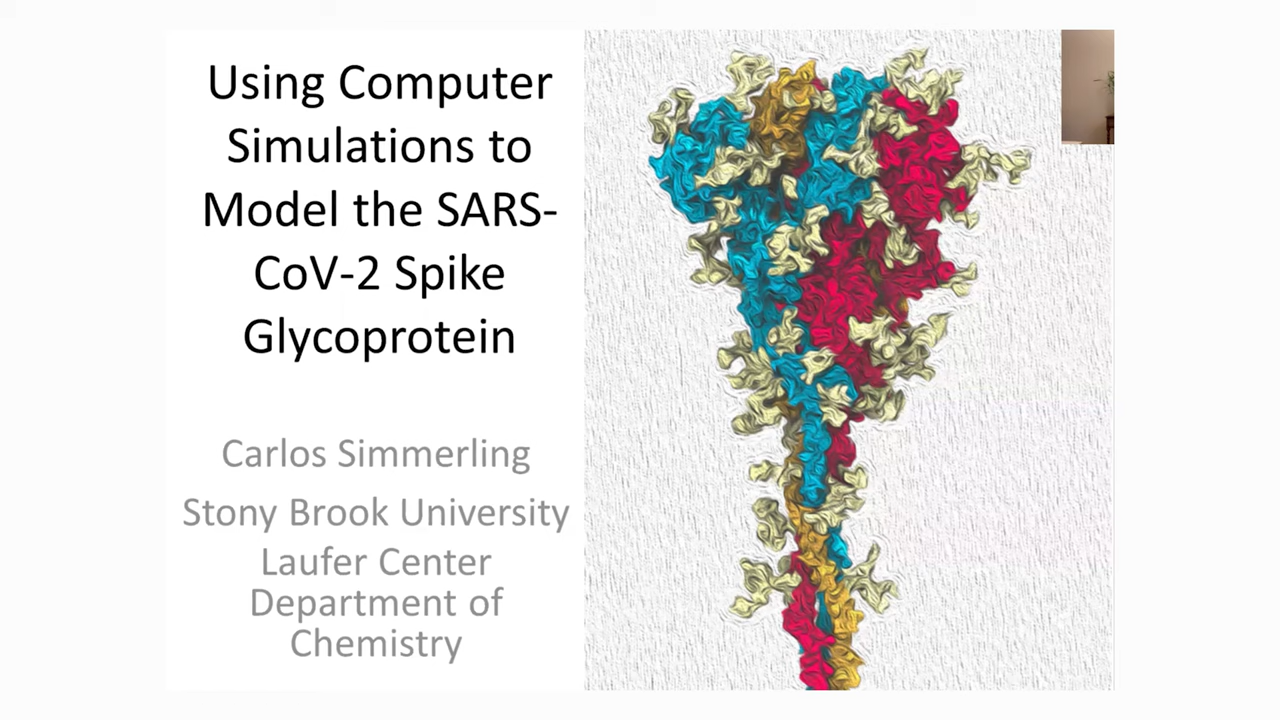 Using Computer
Simulations to
Model the SARS-
CoV-2 Spike
Glycoprotein
Carlos Simmerling
Stony Brook University
Laufer Center
Department of
Chemistry